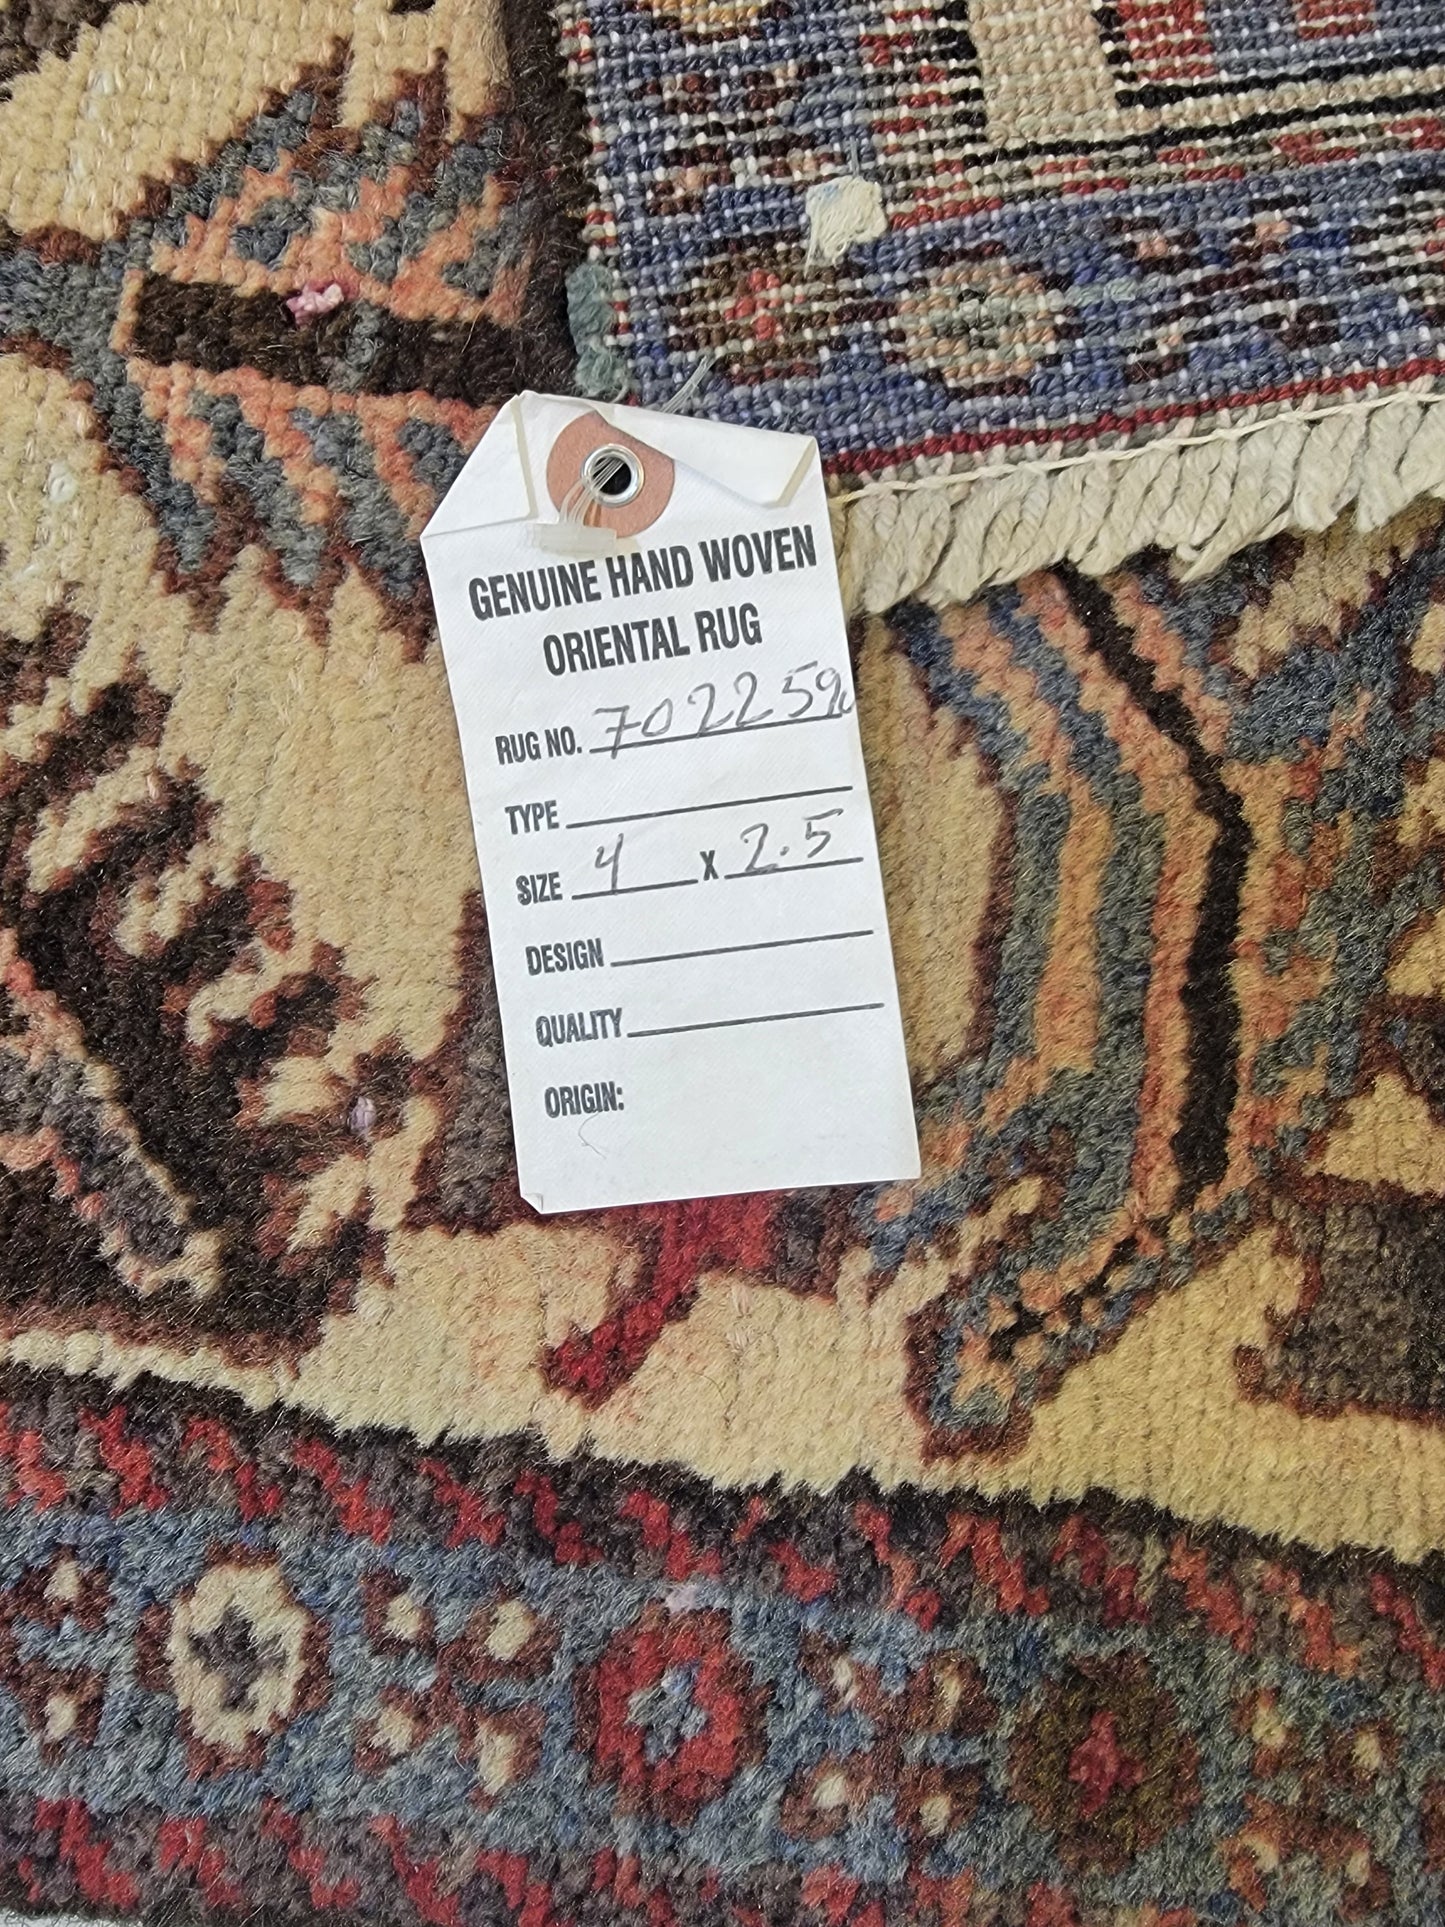 GENUINE HAND WOVEN
ORIENTAL RUG
RUG NO.
TYPE
SIZE 4 X 2.5
DESIGN
QUALITY
ORIGIN: